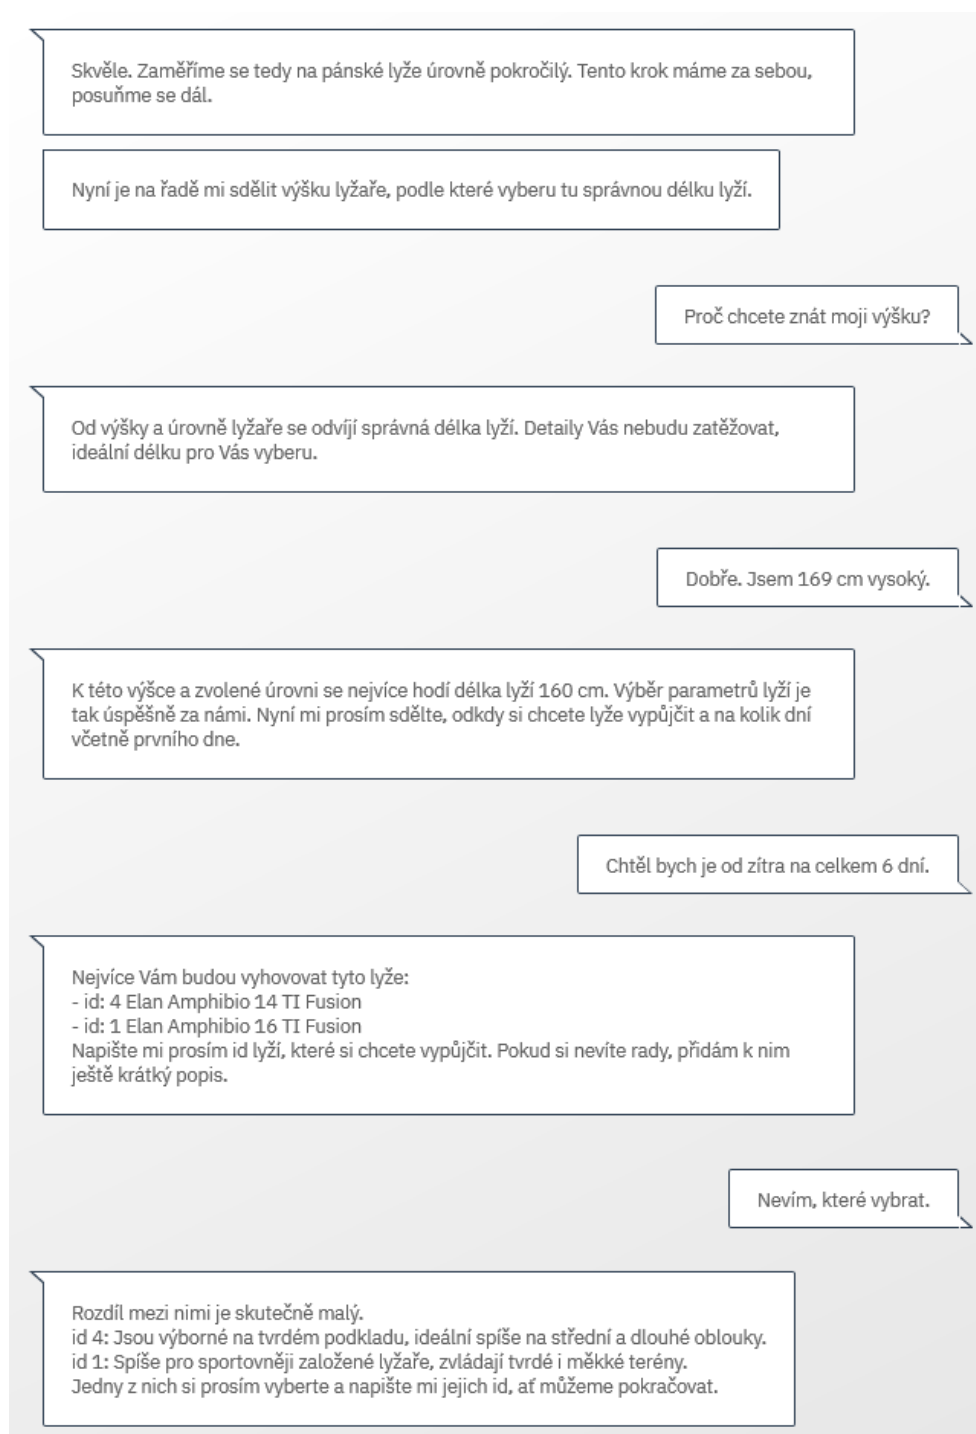 Skvěle. Zaměříme se tedy na pánské lyže úrovně pokročilý. Tento krok máme za sebou,
posuňme se dál.
Nyní je na řadě mi sdělit výšku lyžaře, podle které vyberu tu správnou délku lyží.
Proč chcete znát moji výšku?
Od výšky a úrovně lyžaře se odvíjí správná délka lyží. Detaily Vás nebudu zatěžovat,
ideální délku pro Vás vyberu.
Dobře. Jsem 169 cm vysoký.
K této výšce a zvolené úrovni se nejvíce hodí délka lyží 160 cm. Výběr parametrů lyží je
tak úspěšně za námi. Nyní mi prosím sdělte, odkdy si chcete lyže vypůjčit a na kolik dní
včetně prvního dne.
Chtěl bych je od zítra na celkem 6 dní.
Nejvíce Vám budou vyhovovat tyto lyže:
- id: 4 Elan Amphibio 14 TI Fusion
- id: 1 Elan Amphibio 16 TI Fusion
Napište mi prosím id lyží, které si chcete vypůjčit. Pokud si nevíte rady, přidám k nim
ještě krátký popis.
Nevím, které vybrat.
Rozdíl mezi nimi je skutečně malý.
id 4: Jsou výborné na tvrdém podkladu, ideální spíše na střední a dlouhé oblouky.
id 1: Spíše pro sportovněji založené lyžaře, zvládají tvrdé i měkké terény.
Jedny z nich si prosím vyberte a napište mi jejich id, ať můžeme pokračovat.